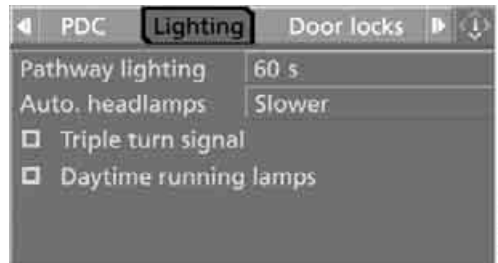 PDC Lighting Door locks
Pathway lighting 60 s
Auto. headlamps Slower
Triple turn signal
Daytime running lamps